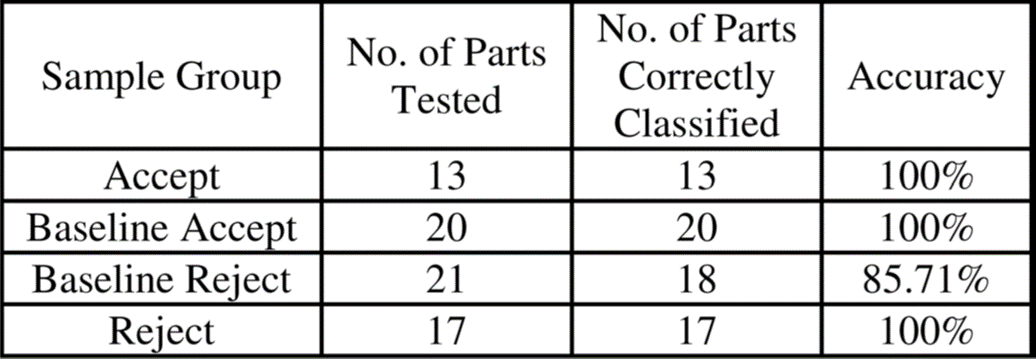 Sample Group No. of Parts Tested No. of Parts Correctly Classified Accuracy
Accept 13 13 100%
Baseline Accept 20 20 100%
Baseline Reject 21 18 85.71%
Reject 17 17 100%